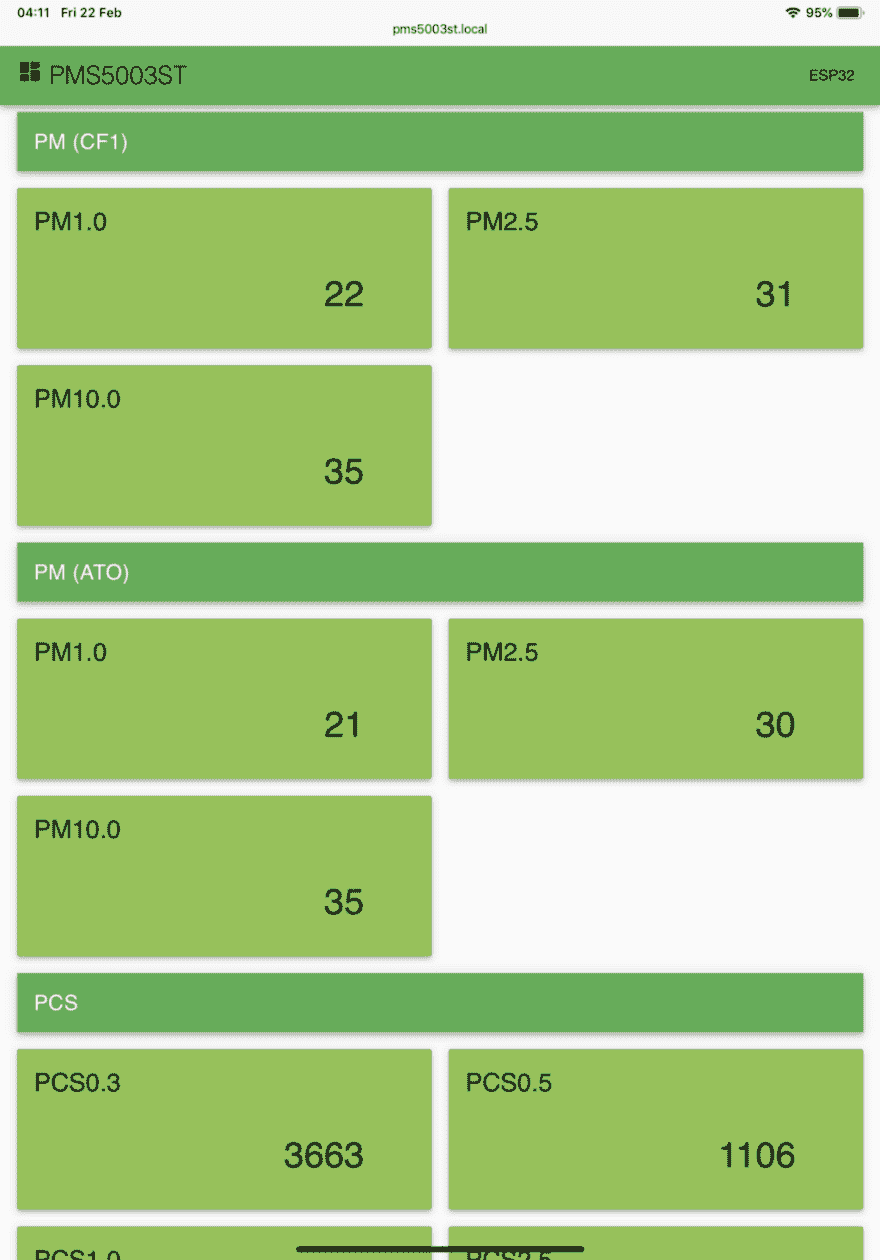 04:11 Fri 22 Feb 95%
pms5003st.local
PMS5003ST ESP32
PM (CF1)
PM1.0 PM2.5
22 31
PM10.0
35
PM (ATO)
PM1.0 PM2.5
21 30
PM10.0
35
PCS
PCS0.3 PCS0.5
3663 1106
PCS1.0 PCS2.5